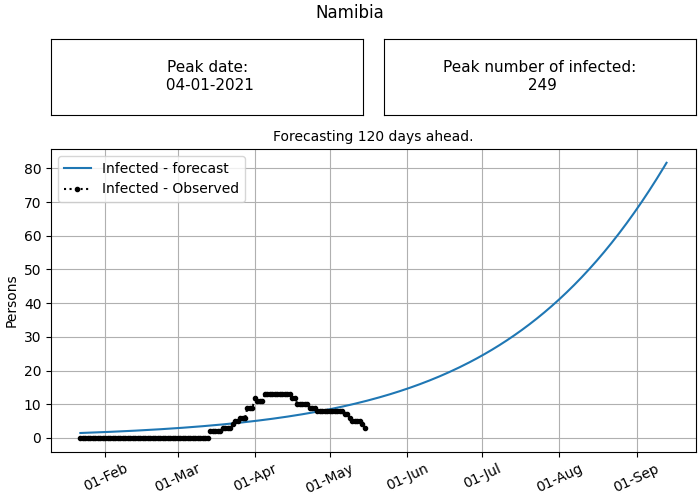 Namibia
Peak date:
04-01-2021
Peak number of infected:
249
Forecasting 120 days ahead.
Infected - forecast
Infected - Observed
Persons
80
70
60
50
40
30
20
10
0
01-Feb
01-Mar
01-Apr
01-May
01-Jun
01-Jul
01-Aug
01-Sep